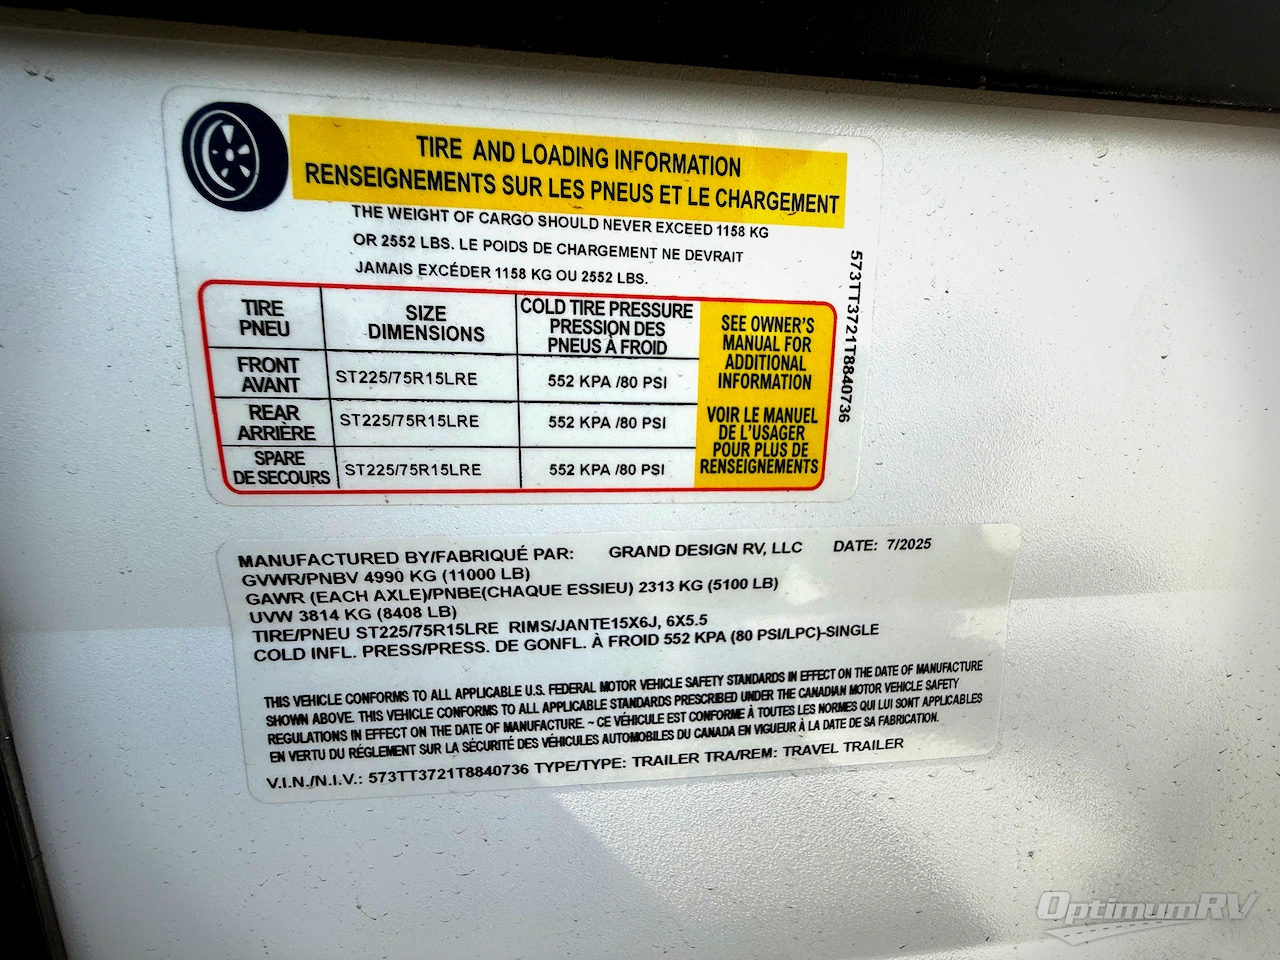 TIRE AND LOADING INFORMATION
RENSEIGNEMENTS SUR LES PNEUS ET LE CHARGEMENT
THE WEIGHT OF CARGO SHOULD NEVER EXCEED 1158 KG
OR 2552 LBS. LE POIDS DE CHARGEMENT NE DEVRAIT
JAMAIS EXCÉDER 1158 KG OU 2552 LBS.
TIRE
PNEU
SIZE
DIMENSIONS
COLD TIRE PRESSURE
PRESSION DES
PNEUS À FROID
FRONT
AVANT
ST225/75R15LRE
552 KPA /80 PSI
REAR
ARRIÈRE
ST225/75R15LRE
552 KPA /80 PSI
SPARE
DE SECOURS
ST225/75R15LRE
552 KPA /80 PSI
SEE OWNER'S
MANUAL FOR
ADDITIONAL
INFORMATION
VOIR LE MANUEL
DE L'USAGER
POUR PLUS DE
RENSEIGNEMENTS
573TT3721T8840736
MANUFACTURED BY/FABRIQUÉ PAR: GRAND DESIGN RV, LLC DATE: 7/2025
GVWR/PNBV 4990 KG (11000 LB)
GAWR (EACH AXLE)/PNBE(CHAQUE ESSIEU) 2313 KG (5100 LB)
UVW 3814 KG (8408 LB)
TIRE/PNEU ST225/75R15LRE RIMS/JANTE15X6J, 6X5.5
COLD INFL. PRESS/PRESS. DE GONFL. À FROID 552 KPA (80 PSI/LPC)-SINGLE
THIS VEHICLE CONFORMS TO ALL APPLICABLE U.S. FEDERAL MOTOR VEHICLE SAFETY STANDARDS IN EFFECT ON THE DATE OF MANUFACTURE
SHOWN ABOVE. THIS VEHICLE CONFORMS TO ALL APPLICABLE STANDARDS PRESCRIBED UNDER THE CANADIAN MOTOR VEHICLE SAFETY
REGULATIONS IN EFFECT ON THE DATE OF MANUFACTURE. ~ CE VÉHICULE EST CONFORME À TOUTES LES NORMES QUI LUI SONT APPLICABLES
EN VERTU DU RÉGLEMENT SUR LA SÉCURITÉ DES VÉHICULES AUTOMOBILES DU CANADA EN VIGUEUR À LA DATE DE SA FABRICATION.
V.I.N./N.I.V.: 573TT3721T8840736 TYPE/TYPE: TRAILER TRA/REM: TRAVEL TRAILER
OptimumRV